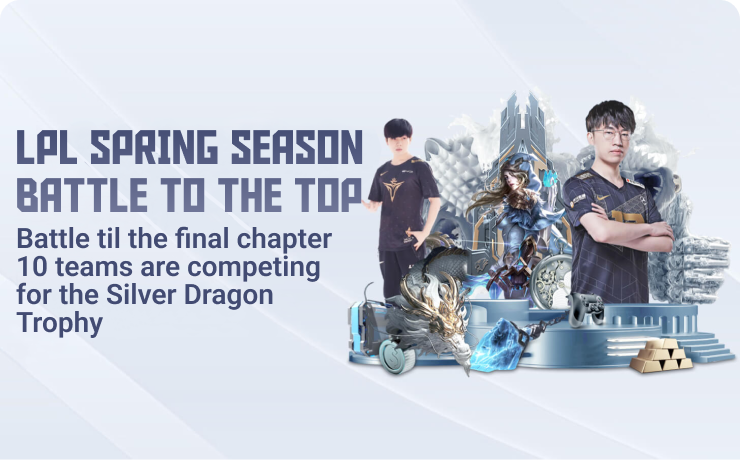 LPL SPRING SEASON
BATTLE TO THE TOP
Battle til the final chapter
10 teams are competing
for the Silver Dragon
Trophy